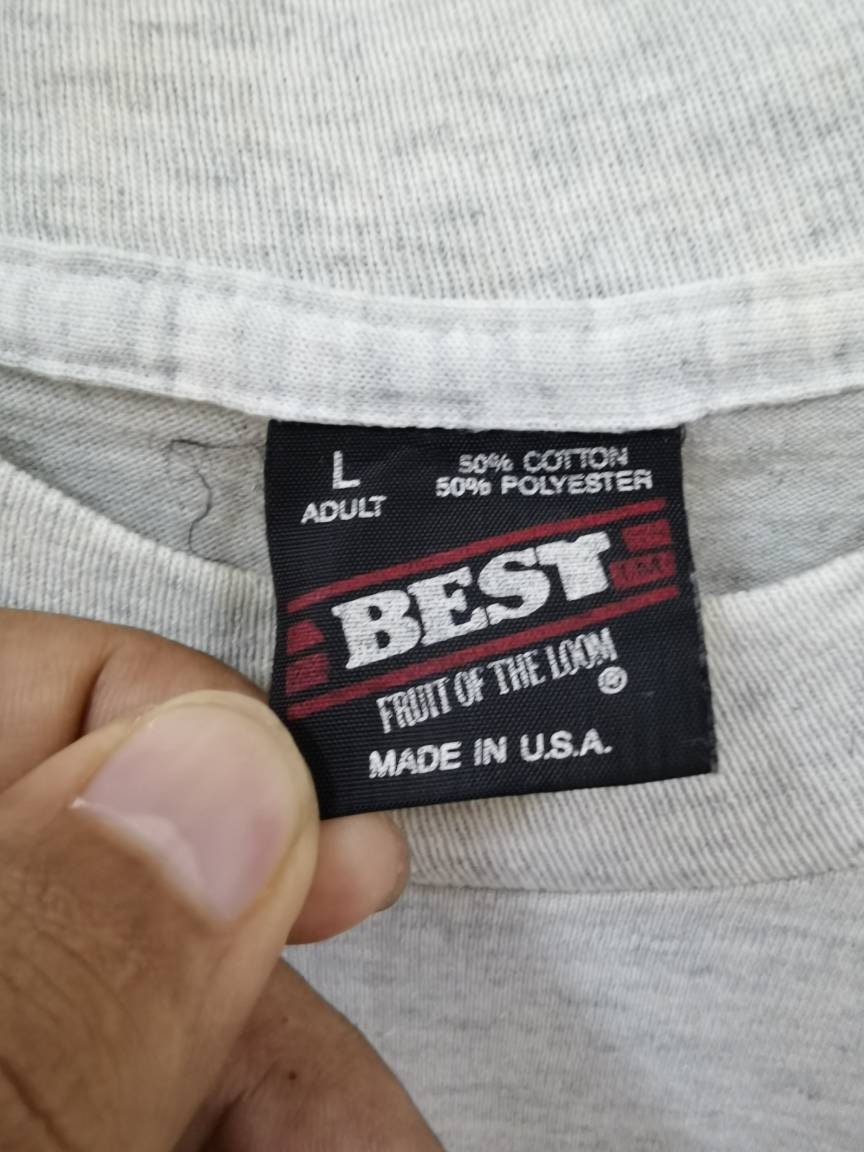 L
ADULT
50% COTTON
50% POLYESTER
BEST
FRUIT OF THE LOOM
®
MADE IN U.S.A.